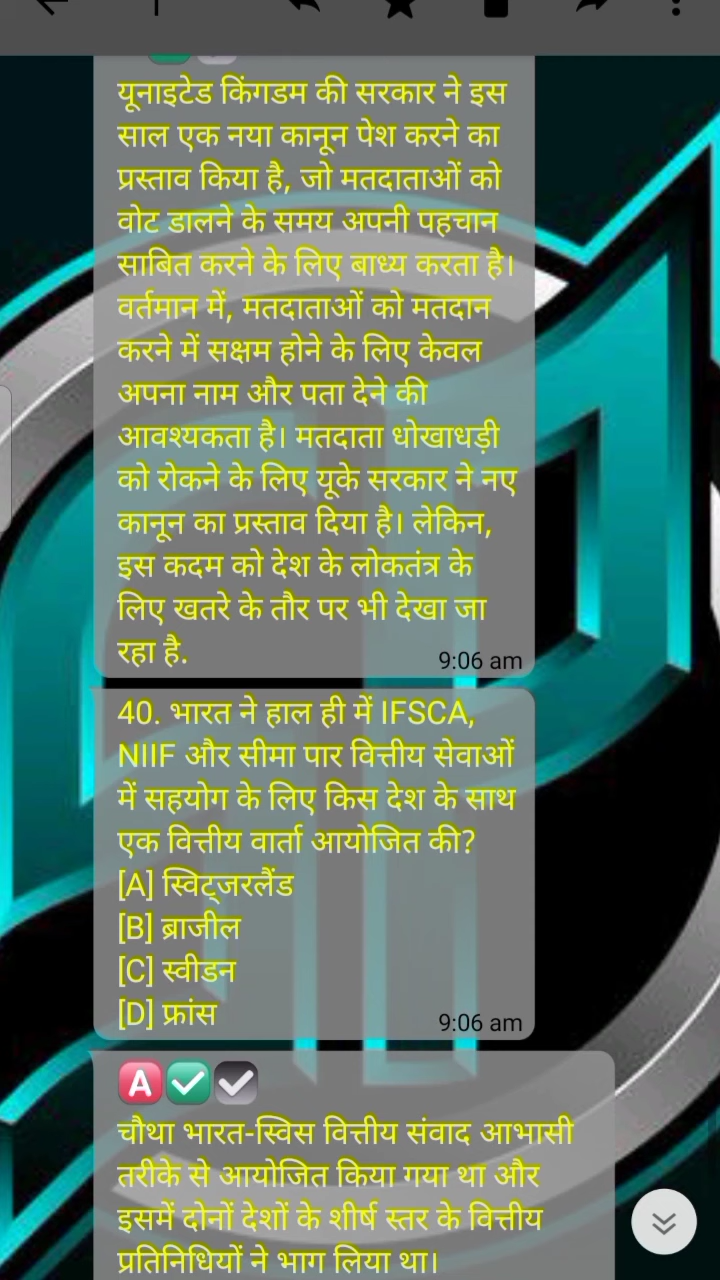 यूनाइटेड किंगडम की सरकार ने इस
साल एक नया कानून पेश करने का
प्रस्ताव किया है, जो मतदाताओं को
वोट डालने के समय अपनी पहचान
साबित करने के लिए बाध्य करता है।
वर्तमान में, मतदाताओं को मतदान
करने में सक्षम होने के लिए केवल
अपना नाम और पता देने की
आवश्यकता है। मतदाता धोखाधड़ी
को रोकने के लिए यूके सरकार ने नए
कानून का प्रस्ताव दिया है। लेकिन,
इस कदम को देश के लोकतंत्र के
लिए खतरे के तौर पर भी देखा जा
रहा है.
9:06 am
40. भारत ने हाल ही में IFSCA,
NIIF और सीमा पार वित्तीय सेवाओं
में सहयोग के लिए किस देश के साथ
एक वित्तीय वार्ता आयोजित की?
[A] स्विट्जरलैंड
[B] ब्राजील
[C] स्वीडन
[D] फ्रांस
9:06 am
🅰✅✔
चौथा भारत-स्विस वित्तीय संवाद आभासी
तरीके से आयोजित किया गया था और
इसमें दोनों देशों के शीर्ष स्तर के वित्तीय
प्रतिनिधियों ने भाग लिया था।